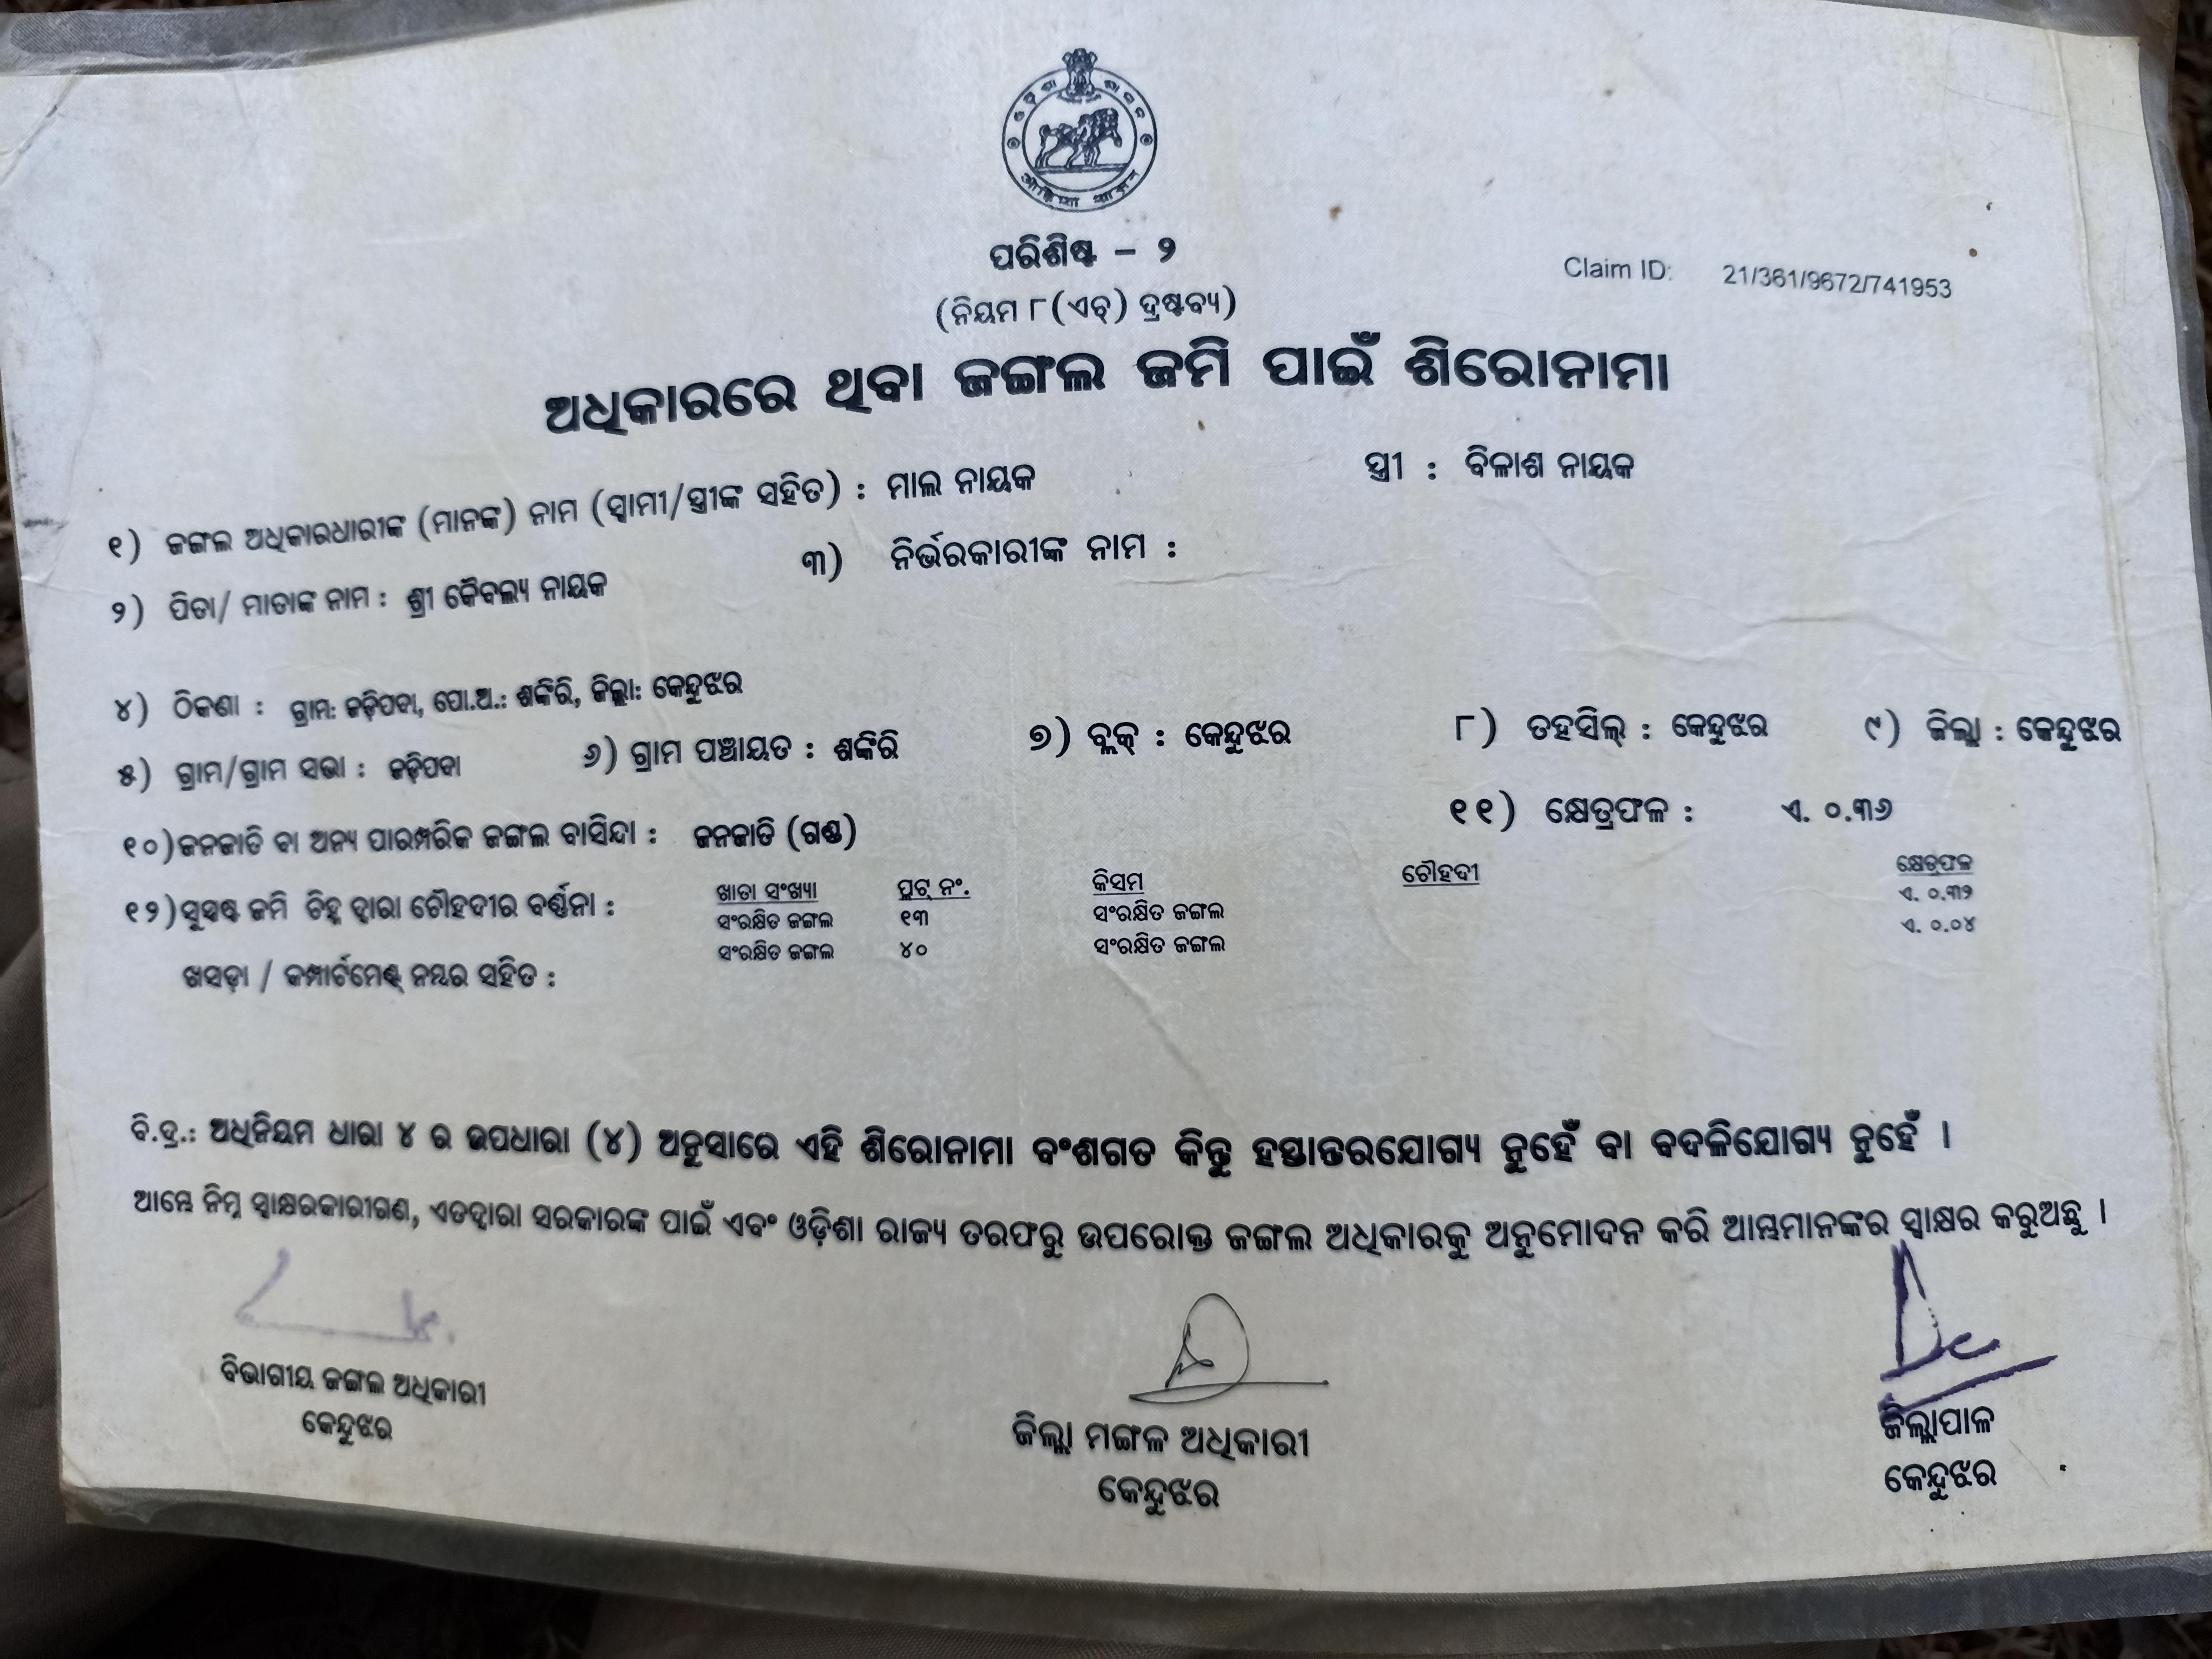 ଓଡ଼ିଶା ଶାସନ
ପରିଶିଷ୍ଟ – ୨
Claim ID: 21/361/9672/741953
(ନିୟମ ୮(ଏଚ୍) ଦ୍ରଷ୍ଟବ୍ୟ)
ଅଧିକାରରେ ଥିବା ଜଙ୍ଗଲ ଜମି ପାଇଁ ଶିରୋନାମା
୧) ଜଙ୍ଗଲ ଅଧିକାରଧାରୀଙ୍କ (ମାନଙ୍କ) ନାମ (ସ୍ୱାମୀ/ସ୍ତ୍ରୀଙ୍କ ସହିତ) : ମାଲ ନାୟକ ସ୍ତ୍ରୀ : ବିଳାଶ ନାୟକ
୨) ପିତା/ ମାତାଙ୍କ ନାମ : ଶ୍ରୀ କୈବଲ୍ୟ ନାୟକ ୩) ନିର୍ଭରକାରୀଙ୍କ ନାମ :
୪) ଠିକଣା : ଗ୍ରାମ: ଜଡ଼ିପଦା, ପୋ.ଅ.: ଶଙ୍କିରି, ଜିଲ୍ଲା: କେନ୍ଦୁଝର
୫) ଗ୍ରାମ/ଗ୍ରାମ ସଭା : ଜଡ଼ିପଦା ୬) ଗ୍ରାମ ପଞ୍ଚାୟତ : ଶଙ୍କିରି ୭) ବ୍ଲକ୍ : କେନ୍ଦୁଝର ୮) ତହସିଲ୍ : କେନ୍ଦୁଝର ୯) ଜିଲ୍ଲା : କେନ୍ଦୁଝର
୧୦)ଜନଜାତି ବା ଅନ୍ୟ ପାରମ୍ପରିକ ଜଙ୍ଗଲ ବାସିନ୍ଦା : ଜନଜାତି (ଗଣ୍ଡ) ୧୧) କ୍ଷେତ୍ରଫଳ : ଏ. ୦.୩୬
୧୨)ସୁସ୍ପଷ୍ଟ ଜମି ଚିହ୍ନ ଦ୍ୱାରା ଚୌହଦୀର ବର୍ଣ୍ଣନା : ଖାତା ସଂଖ୍ୟା ପ୍ଲଟ୍ ନଂ. କିସମ ଚୌହଦୀ କ୍ଷେତ୍ରଫଳ
ସଂରକ୍ଷିତ ଜଙ୍ଗଲ ୧୩ ସଂରକ୍ଷିତ ଜଙ୍ଗଲ ଏ. ୦.୩୨
ସଂରକ୍ଷିତ ଜଙ୍ଗଲ ୪୦ ସଂରକ୍ଷିତ ଜଙ୍ଗଲ ଏ. ୦.୦୪
ଖସଡ଼ା / କମ୍ପାର୍ଟମେଣ୍ଟ୍ ନମ୍ବର ସହିତ :
ବି.ଦ୍ର.: ଅଧିନିୟମ ଧାରା ୪ ର ଉପଧାରା (୪) ଅନୁସାରେ ଏହି ଶିରୋନାମା ବଂଶଗତ କିନ୍ତୁ ହସ୍ତାନ୍ତରଯୋଗ୍ୟ ନୁହେଁ ବା ବଦଳିଯୋଗ୍ୟ ନୁହେଁ ।
ଆମ୍ଭେ ନିମ୍ନ ସ୍ୱାକ୍ଷରକାରୀଗଣ, ଏତଦ୍ୱାରା ସରକାରଙ୍କ ପାଇଁ ଏବଂ ଓଡ଼ିଶା ରାଜ୍ୟ ତରଫରୁ ଉପରୋକ୍ତ ଜଙ୍ଗଲ ଅଧିକାରକୁ ଅନୁମୋଦନ କରି ଆମ୍ଭମାନଙ୍କର ସ୍ୱାକ୍ଷର କରୁଅଛୁ ।
ବିଭାଗୀୟ ଜଙ୍ଗଲ ଅଧିକାରୀ
କେନ୍ଦୁଝର
ଜିଲ୍ଲା ମଙ୍ଗଳ ଅଧିକାରୀ
କେନ୍ଦୁଝର
ଜିଲ୍ଲାପାଳ
କେନ୍ଦୁଝର